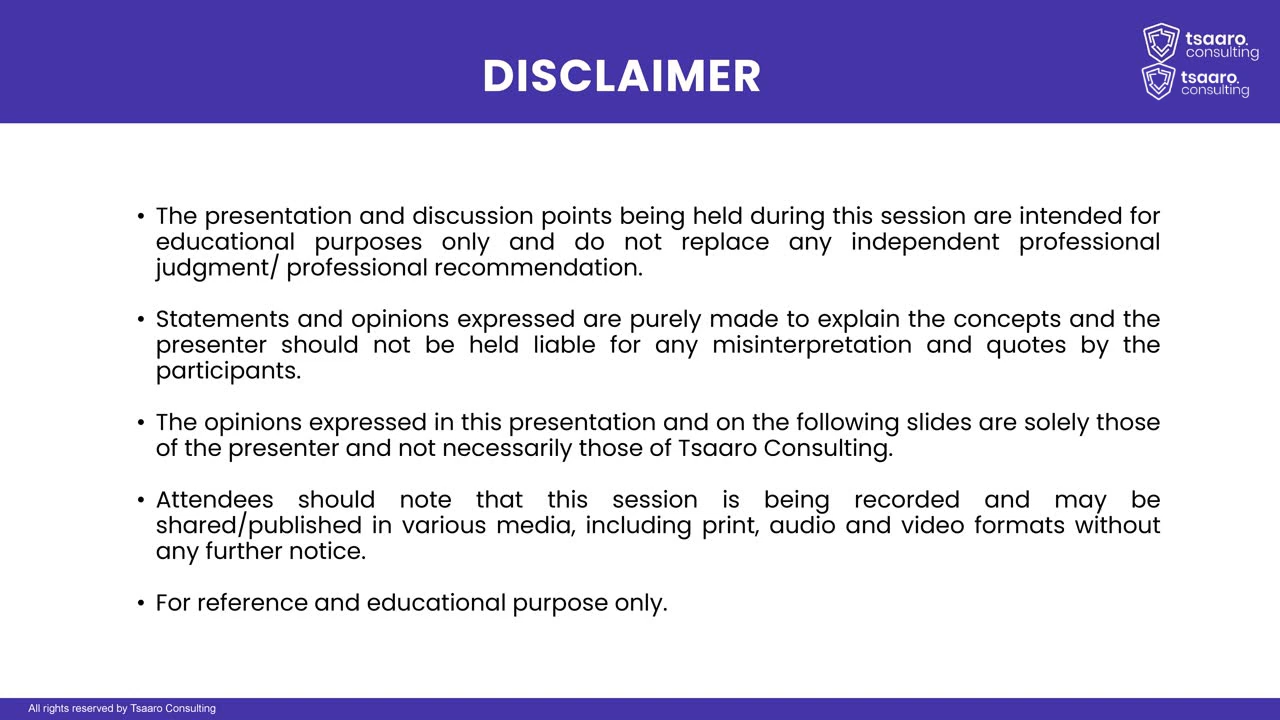 DISCLAIMER
tsaaro.
consulting
tsaaro.
consulting
• The presentation and discussion points being held during this session are intended for
educational purposes only and do not replace any independent professional
judgment/ professional recommendation.
• Statements and opinions expressed are purely made to explain the concepts and the
presenter should not be held liable for any misinterpretation and quotes by the
participants.
• The opinions expressed in this presentation and on the following slides are solely those
of the presenter and not necessarily those of Tsaaro Consulting.
• Attendees should note that this session is being recorded and may be
shared/published in various media, including print, audio and video formats without
any further notice.
• For reference and educational purpose only.
All rights reserved by Tsaaro Consulting